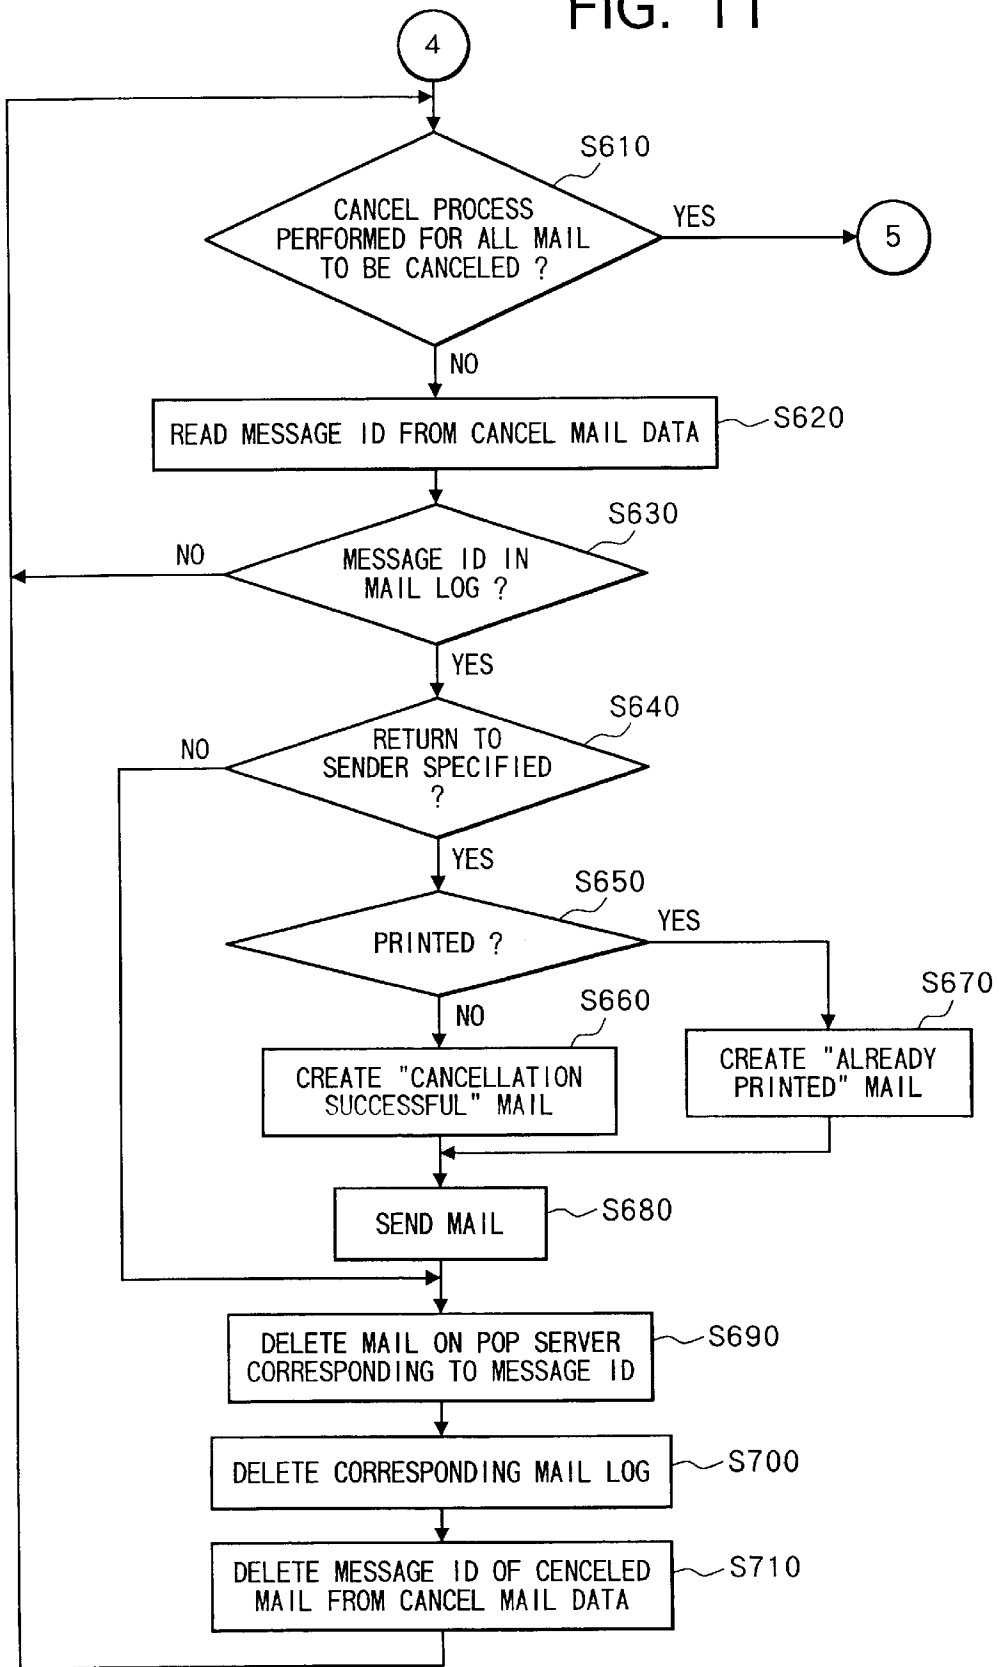 FIG. 11
4
S610
CANCEL PROCESS
PERFORMED FOR ALL MAIL
TO BE CANCELED ?
YES
5
NO
READ MESSAGE ID FROM CANCEL MAIL DATA
S620
S630
MESSAGE ID IN
MAIL LOG ?
NO
YES
S640
RETURN TO
SENDER SPECIFIED
?
NO
YES
S650
PRINTED ?
YES
NO
S660
CREATE "CANCELLATION
SUCCESSFUL" MAIL
S670
CREATE "ALREADY
PRINTED" MAIL
SEND MAIL
S680
DELETE MAIL ON POP SERVER
CORRESPONDING TO MESSAGE ID
S690
DELETE CORRESPONDING MAIL LOG
S700
DELETE MESSAGE ID OF CENCELED
MAIL FROM CANCEL MAIL DATA
S710